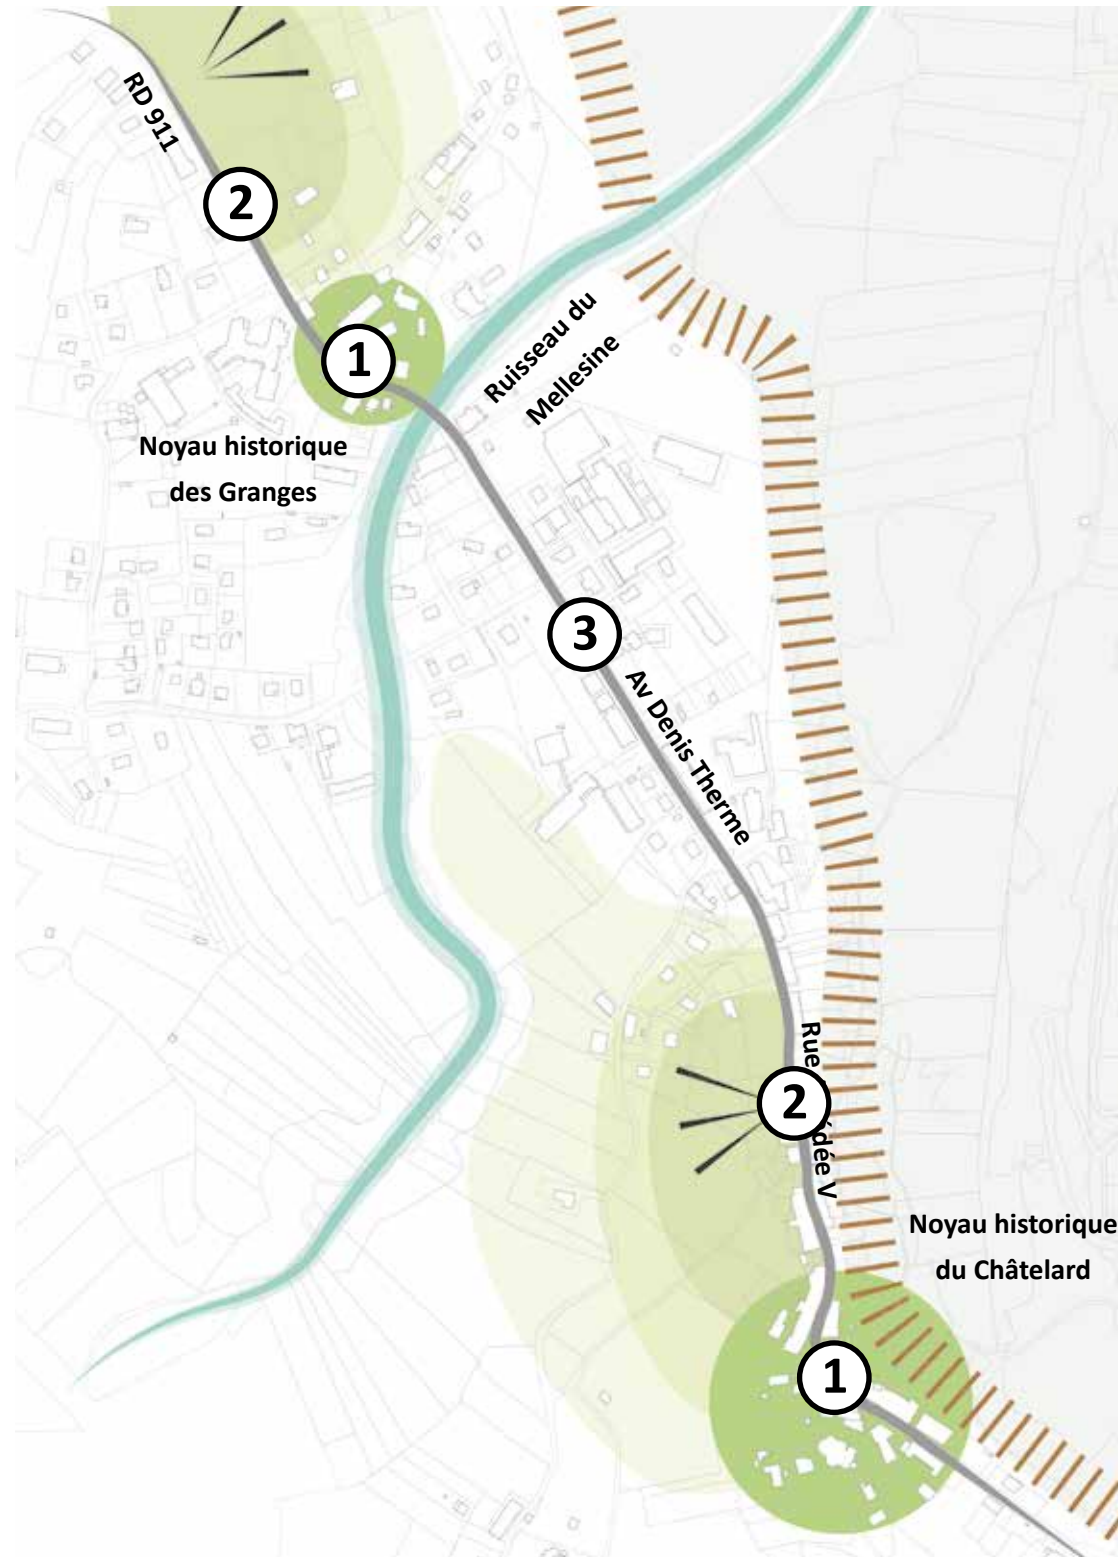 RD 911
2
1
Ruisseau du
Mellesine
Noyau historique
des Granges
3
Av Denis Therme
Rue
2
édée V
Noyau historique
du Châtelard
1